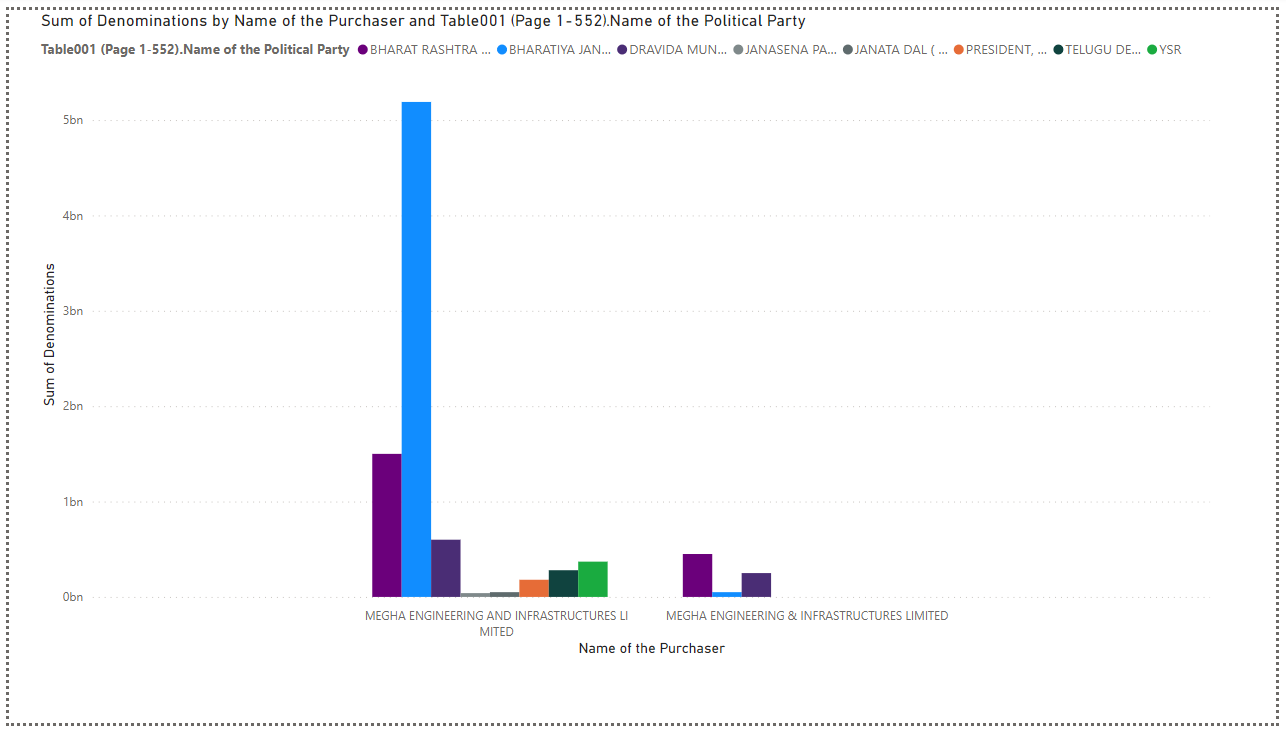 Sum of Denominations by Name of the Purchaser and Table001 (Page 1-552).Name of the Political Party
Table001 (Page 1-552).Name of the Political Party BHARAT RASHTRA ... BHARATIYA JAN... DRAVIDA MUN... JANASENA PA... JANATA DAL ( ... PRESIDENT, ... TELUGU DE... YSR
5bn
4bn
3bn
2bn
1bn
0bn
Sum of Denominations
MEGHA ENGINEERING AND INFRASTRUCTURES LI
MITED
MEGHA ENGINEERING & INFRASTRUCTURES LIMITED
Name of the Purchaser